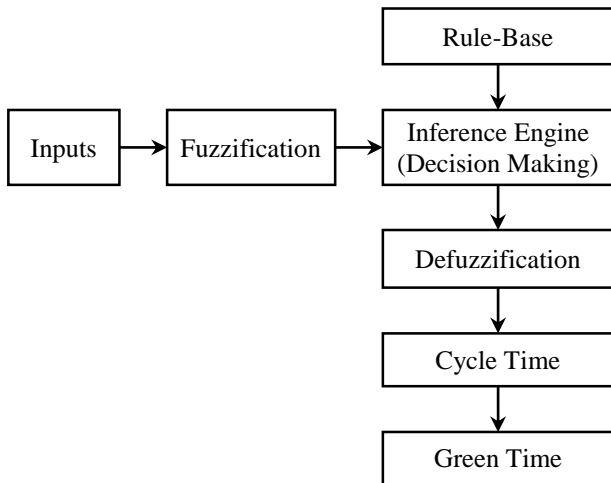 Rule-Base
Inputs
Fuzzification
Inference Engine
(Decision Making)
Defuzzification
Cycle Time
Green Time